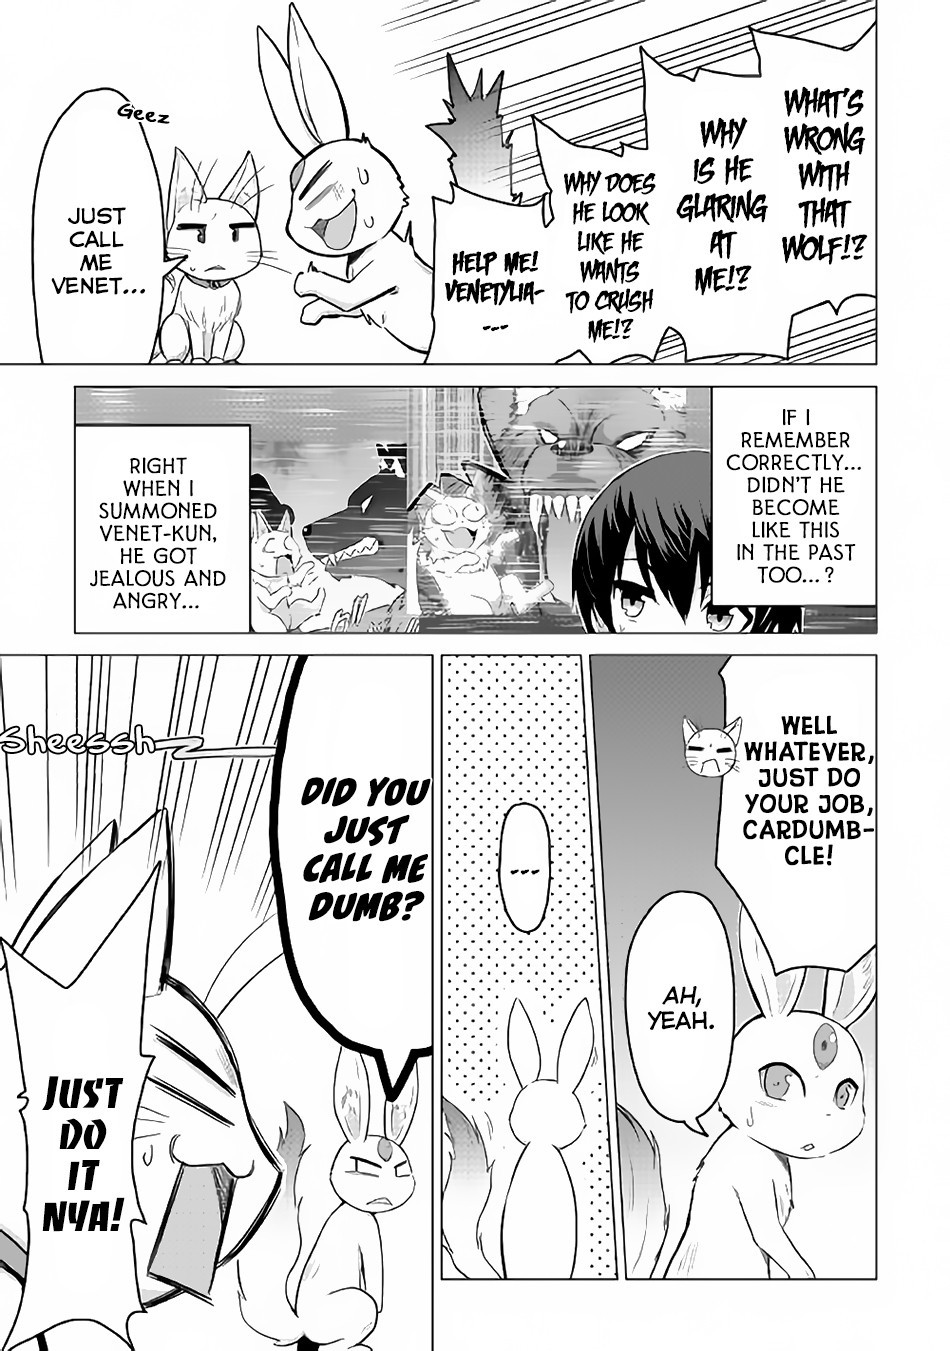 WHAT'S
WRONG
WITH
THAT
WOLF!?
WHY
IS HE
GLARING
AT
ME!?
WHY DOES
HE LOOK
LIKE HE
WANTS
TO CRUSH
ME!?
HELP ME!
VENETYLIA-
---
Geez
JUST
CALL
ME
VENET...
IF I
REMEMBER
CORRECTLY...
DIDN'T HE
BECOME
LIKE THIS
IN THE PAST
TOO...?
RIGHT
WHEN I
SUMMONED
VENET-KUN,
HE GOT
JEALOUS AND
ANGRY...
WELL
WHATEVER,
JUST DO
YOUR JOB,
CARDUMB-
CLE!
AH,
YEAH.
---
DID YOU
JUST
CALL ME
DUMB?
Sheessh
JUST
DO
IT
NYA!